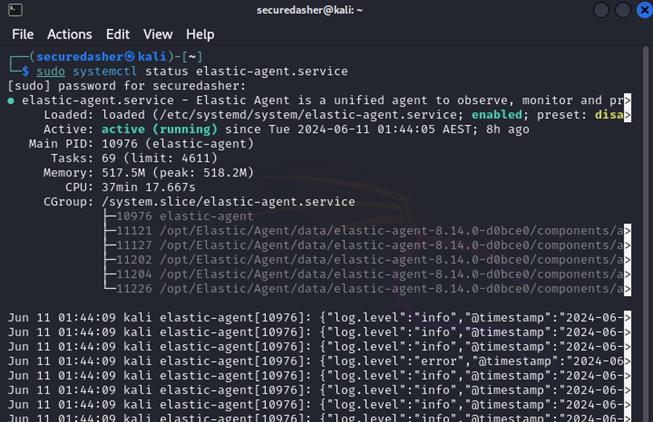 securedasher@kali: ~
File Actions Edit View Help
┌──(securedasher㉿kali)-[~]
└─$ sudo systemctl status elastic-agent.service
[sudo] password for securedasher:
● elastic-agent.service - Elastic Agent is a unified agent to observe, monitor and pr>
Loaded: loaded (/etc/systemd/system/elastic-agent.service; enabled; preset: disa>
Active: active (running) since Tue 2024-06-11 01:44:05 AEST; 8h ago
Main PID: 10976 (elastic-agent)
Tasks: 69 (limit: 4611)
Memory: 517.5M (peak: 518.2M)
CPU: 37min 17.667s
CGroup: /system.slice/elastic-agent.service
├─10976 elastic-agent
├─11121 /opt/Elastic/Agent/data/elastic-agent-8.14.0-d0bce0/components/a>
├─11127 /opt/Elastic/Agent/data/elastic-agent-8.14.0-d0bce0/components/a>
├─11202 /opt/Elastic/Agent/data/elastic-agent-8.14.0-d0bce0/components/a>
├─11204 /opt/Elastic/Agent/data/elastic-agent-8.14.0-d0bce0/components/a>
└─11226 /opt/Elastic/Agent/data/elastic-agent-8.14.0-d0bce0/components/a>
Jun 11 01:44:09 kali elastic-agent[10976]: {"log.level":"info","@timestamp":"2024-06->
Jun 11 01:44:09 kali elastic-agent[10976]: {"log.level":"info","@timestamp":"2024-06->
Jun 11 01:44:09 kali elastic-agent[10976]: {"log.level":"info","@timestamp":"2024-06->
Jun 11 01:44:09 kali elastic-agent[10976]: {"log.level":"error","@timestamp":"2024-06>
Jun 11 01:44:09 kali elastic-agent[10976]: {"log.level":"info","@timestamp":"2024-06->
Jun 11 01:44:09 kali elastic-agent[10976]: {"log.level":"info","@timestamp":"2024-06->
Jun 11 01:44:09 kali elastic-agent[10976]: {"log.level":"info","@timestamp":"2024-06->
Jun 11 01:44:09 kali elastic-agent[10976]: {"log.level":"info","@timestamp":"2024-06->